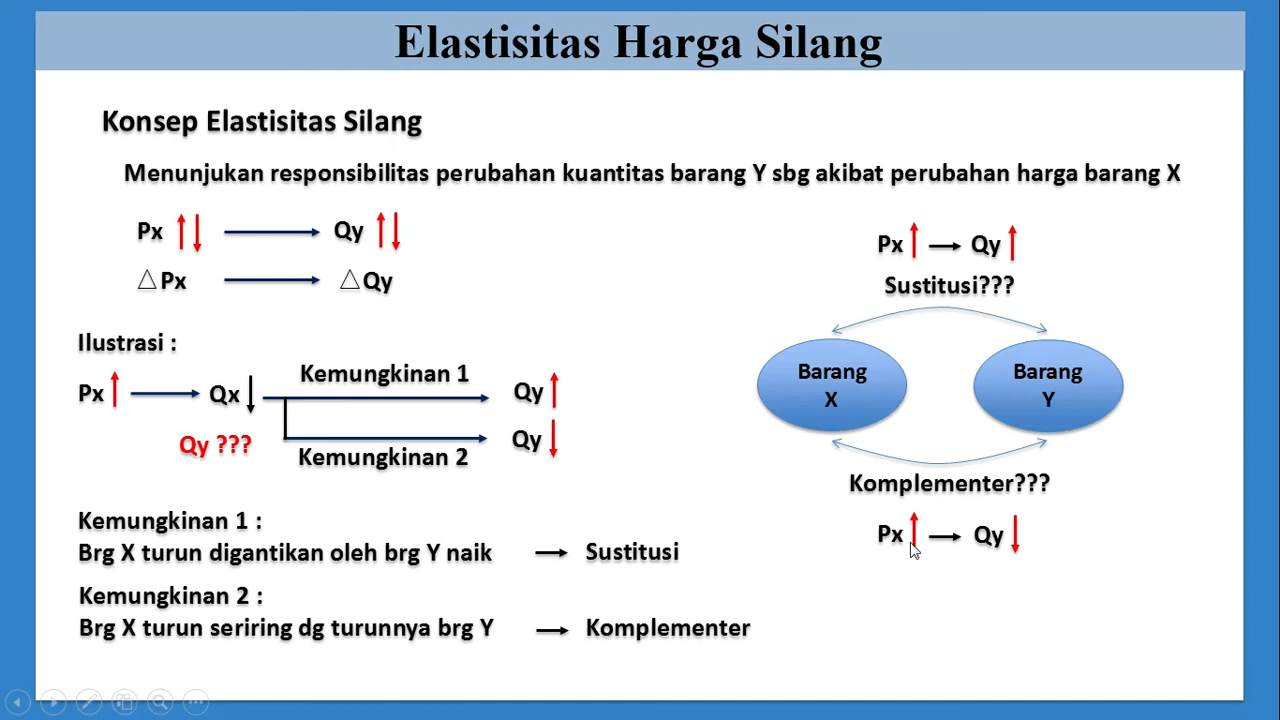 Elastisitas Harga Silang
Konsep Elastisitas Silang
Menunjukan responsibilitas perubahan kuantitas barang Y sbg akibat perubahan harga barang X
Px ↑↓ → Qy ↑↓
△Px → △Qy
Ilustrasi :
Px ↑ → Qx ↓
Qy ???
Kemungkinan 1
Qy ↑
Qy ↓
Kemungkinan 2
Kemungkinan 1 :
Brg X turun digantikan oleh brg Y naik → Sustitusi
Kemungkinan 2 :
Brg X turun seriring dg turunnya brg Y → Komplementer
Px ↑ → Qy ↑
Sustitusi???
Barang
X
Barang
Y
Komplementer???
Px ↑ → Qy ↓